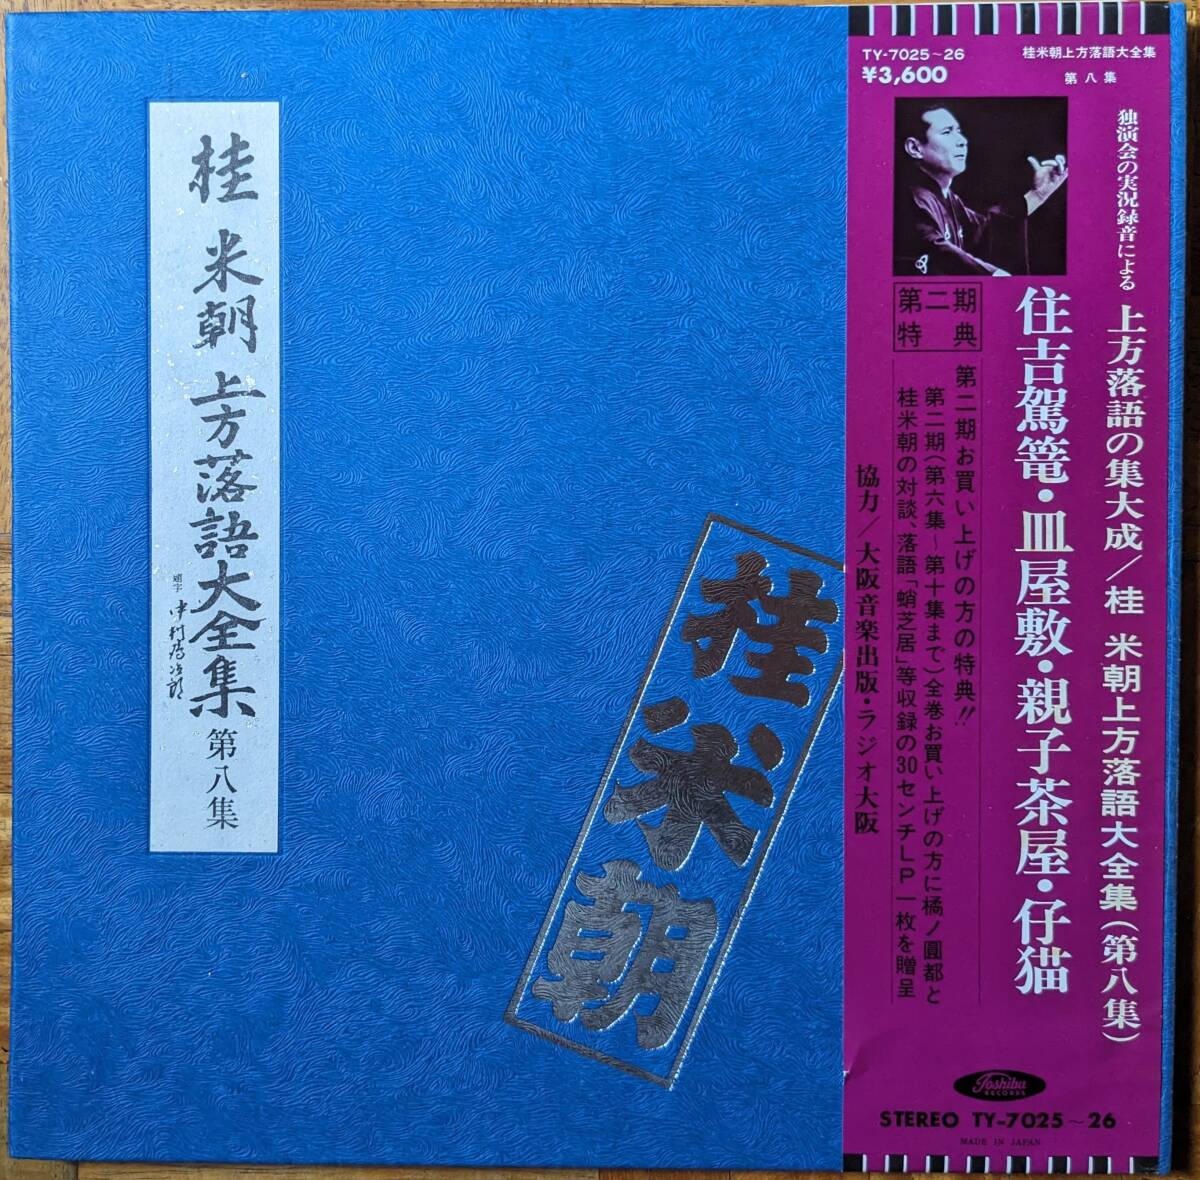 桂米朝上方落語大全集 第八集
題字
桂米朝
TY-7025~26
¥3,600
桂米朝上方落語大全集
第八集
独演会の実況録音による
上方落語の集大成/桂 米朝上方落語大全集(第八集)
住吉駕篭・皿屋敷・親子茶屋・仔猫
第二期
特典
第二期お買い上げの方の特典!!
第二期(第六集~第十集まで)全巻お買い上げの方に橘ノ圓都と
桂米朝の対談、落語「蛸芝居」等収録の30センチLP一枚を贈呈
協力/大阪音楽出版・ラジオ大阪
Toshiba
RECORDS
STEREO TY-7025~26
MADE IN JAPAN